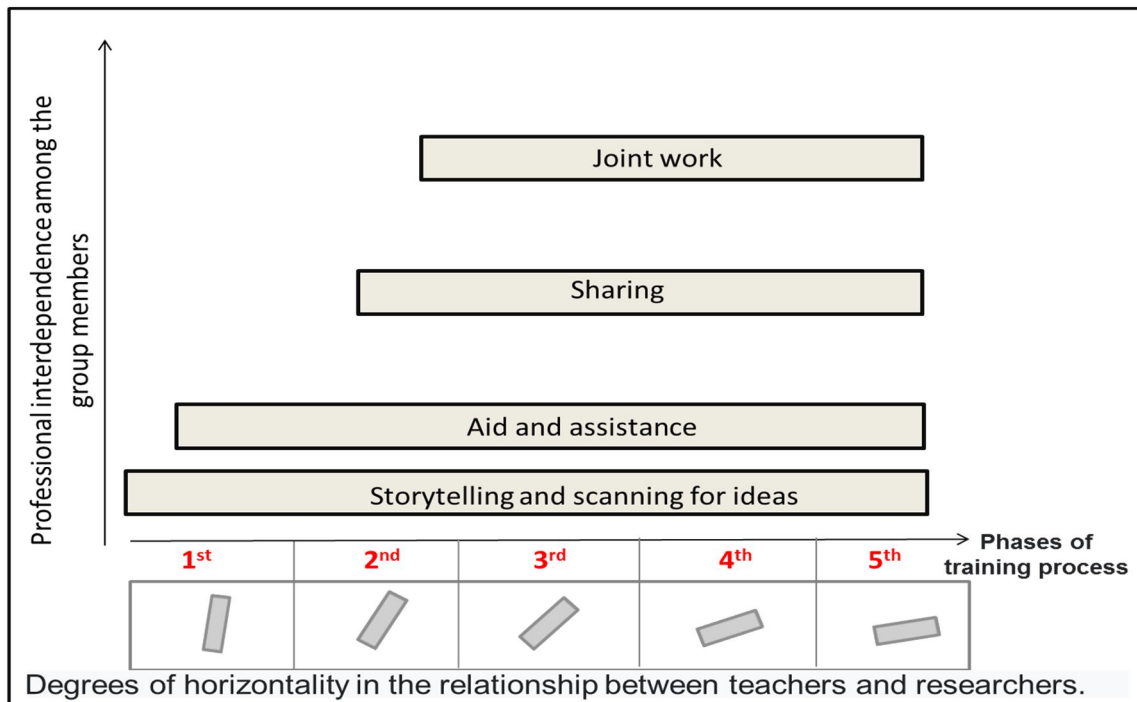 Professional interdependence among the
group members
Joint work
Sharing
Aid and assistance
Storytelling and scanning for ideas
1st 2nd 3rd 4th 5th
Phases of
training process
Degrees of horizontality in the relationship between teachers and researchers.